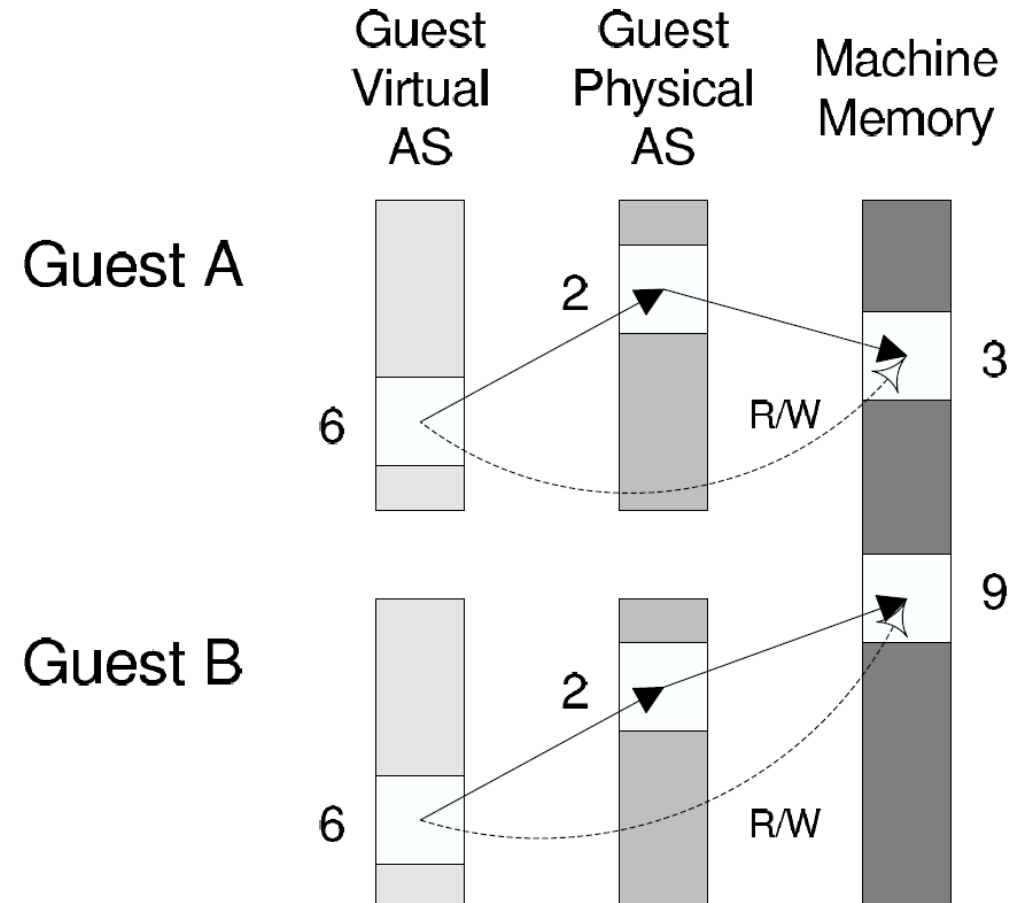 Guest
Virtual
AS
Guest
Physical
AS
Machine
Memory
Guest A
2
3
6
R/W
9
Guest B
2
6
R/W